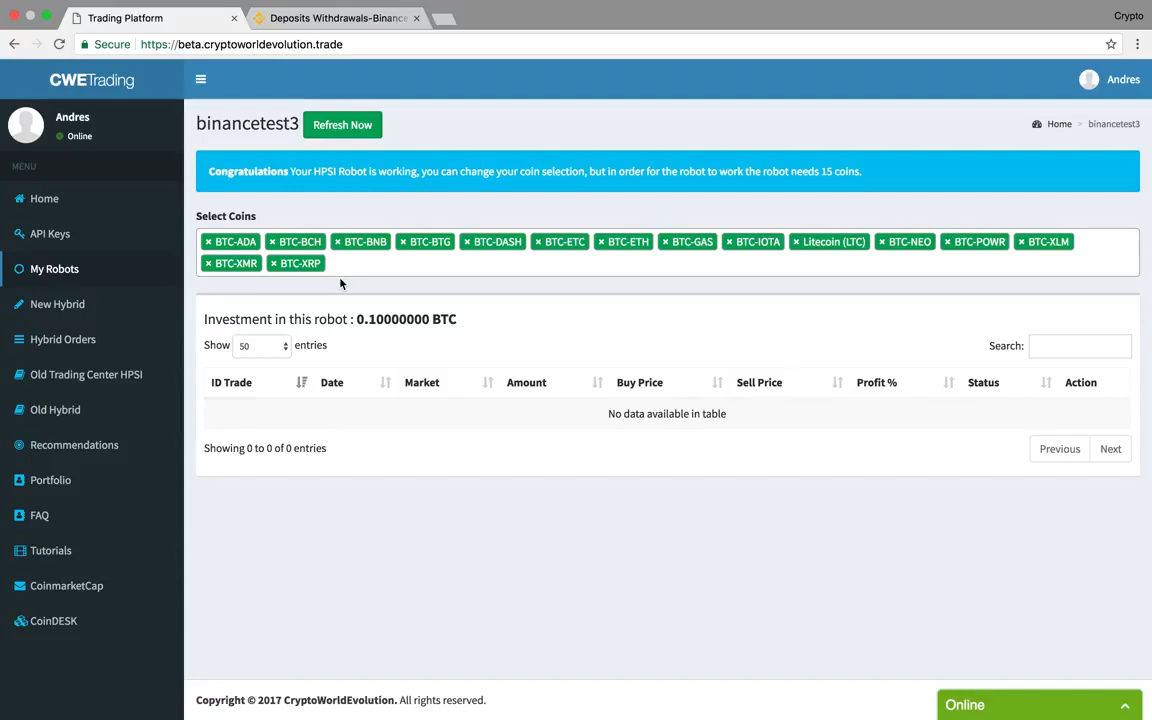 Trading Platform × Deposits Withdrawals-Binance × Crypto
Secure https://beta.cryptoworldevolution.trade
CWETrading Andres
Andres
Online
MENU
Home
API Keys
My Robots
New Hybrid
Hybrid Orders
Old Trading Center HPSI
Old Hybrid
Recommendations
Portfolio
FAQ
Tutorials
CoinmarketCap
CoinDESK
binancetest3 Refresh Now Home > binancetest3
Congratulations Your HPSI Robot is working, you can change your coin selection, but in order for the robot to work the robot needs 15 coins.
Select Coins
× BTC-ADA × BTC-BCH × BTC-BNB × BTC-BTG × BTC-DASH × BTC-ETC × BTC-ETH × BTC-GAS × BTC-IOTA × Litecoin (LTC) × BTC-NEO × BTC-POWR × BTC-XLM
× BTC-XMR × BTC-XRP
Investment in this robot : 0.10000000 BTC
Show 50 entries Search:
ID Trade Date Market Amount Buy Price Sell Price Profit % Status Action
No data available in table
Showing 0 to 0 of 0 entries Previous Next
Copyright © 2017 CryptoWorldEvolution. All rights reserved.
Online